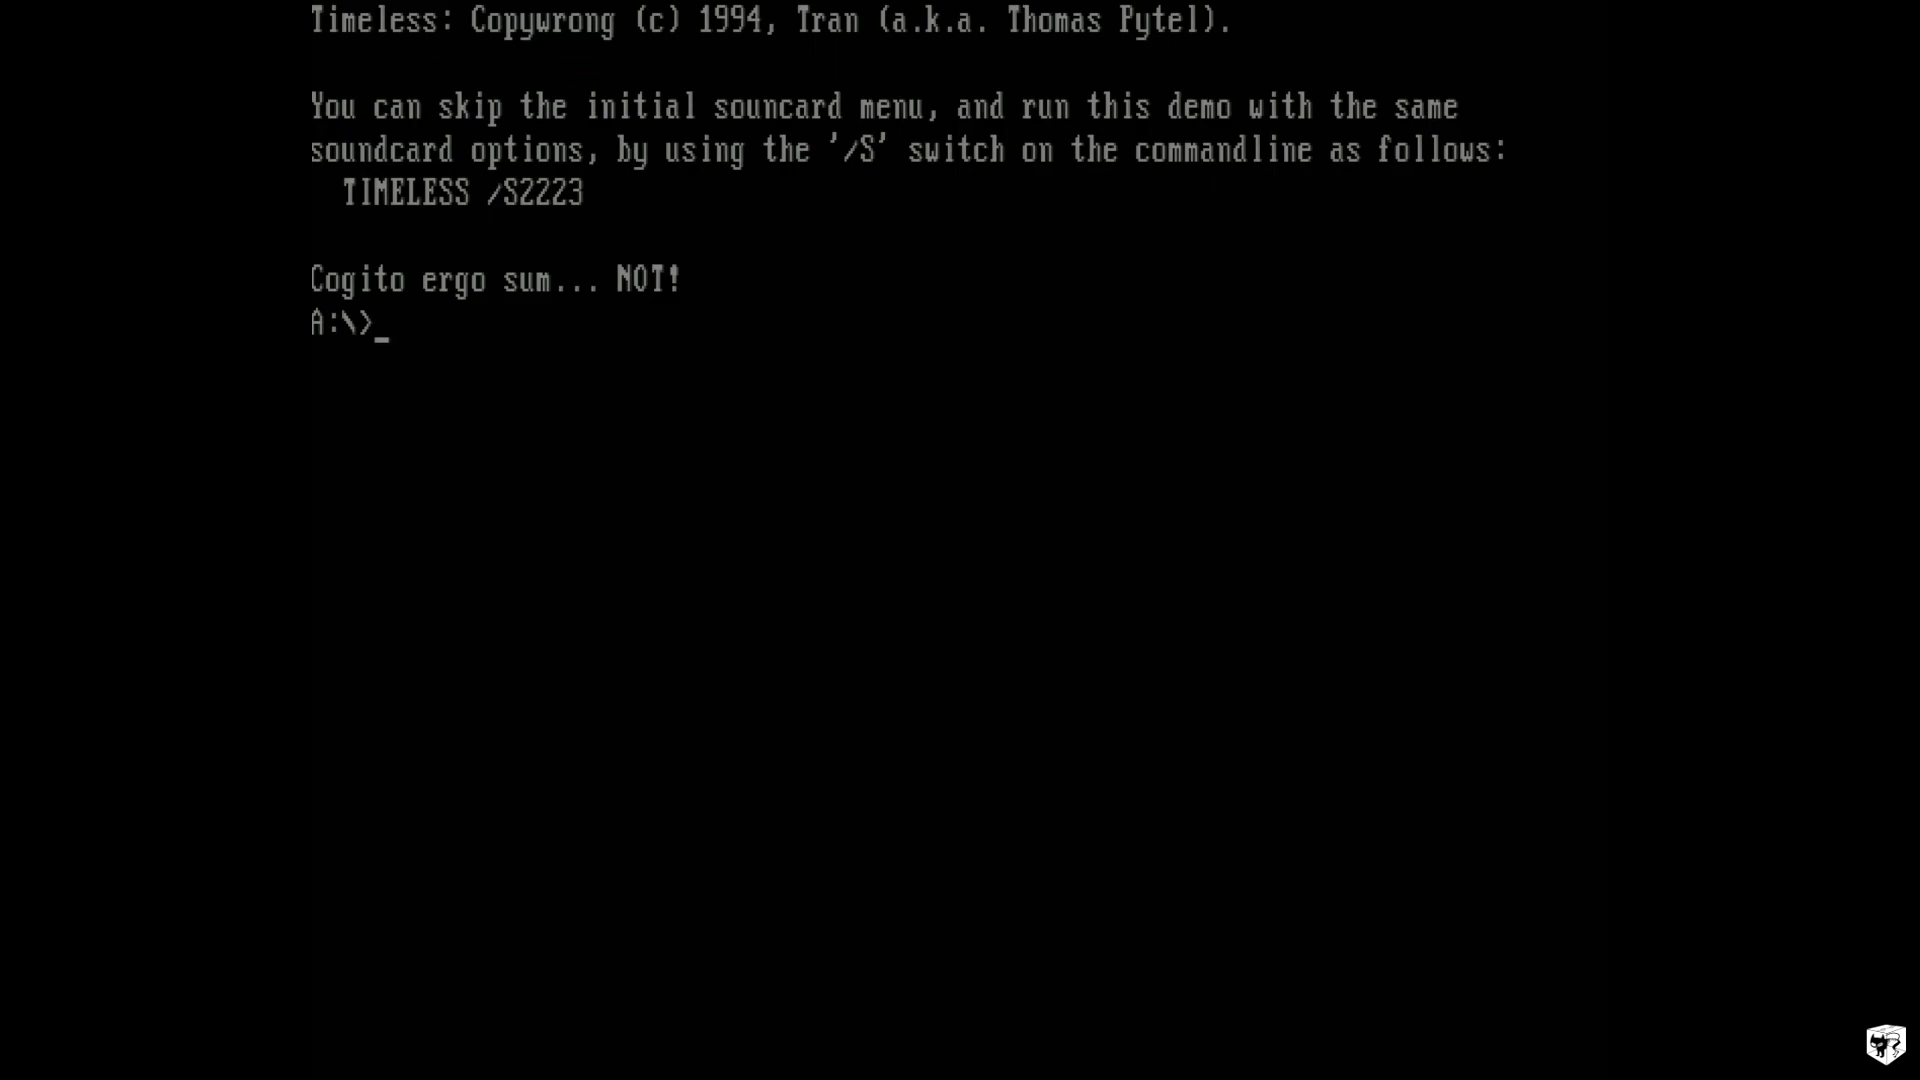 Timeless: Copywrong (c) 1994, Tran (a.k.a. Thomas Pytel).
You can skip the initial souncard menu, and run this demo with the same
soundcard options, by using the '/S' switch on the commandline as follows:
TIMELESS /S2223
Cogito ergo sum... NOT!
A:\>_